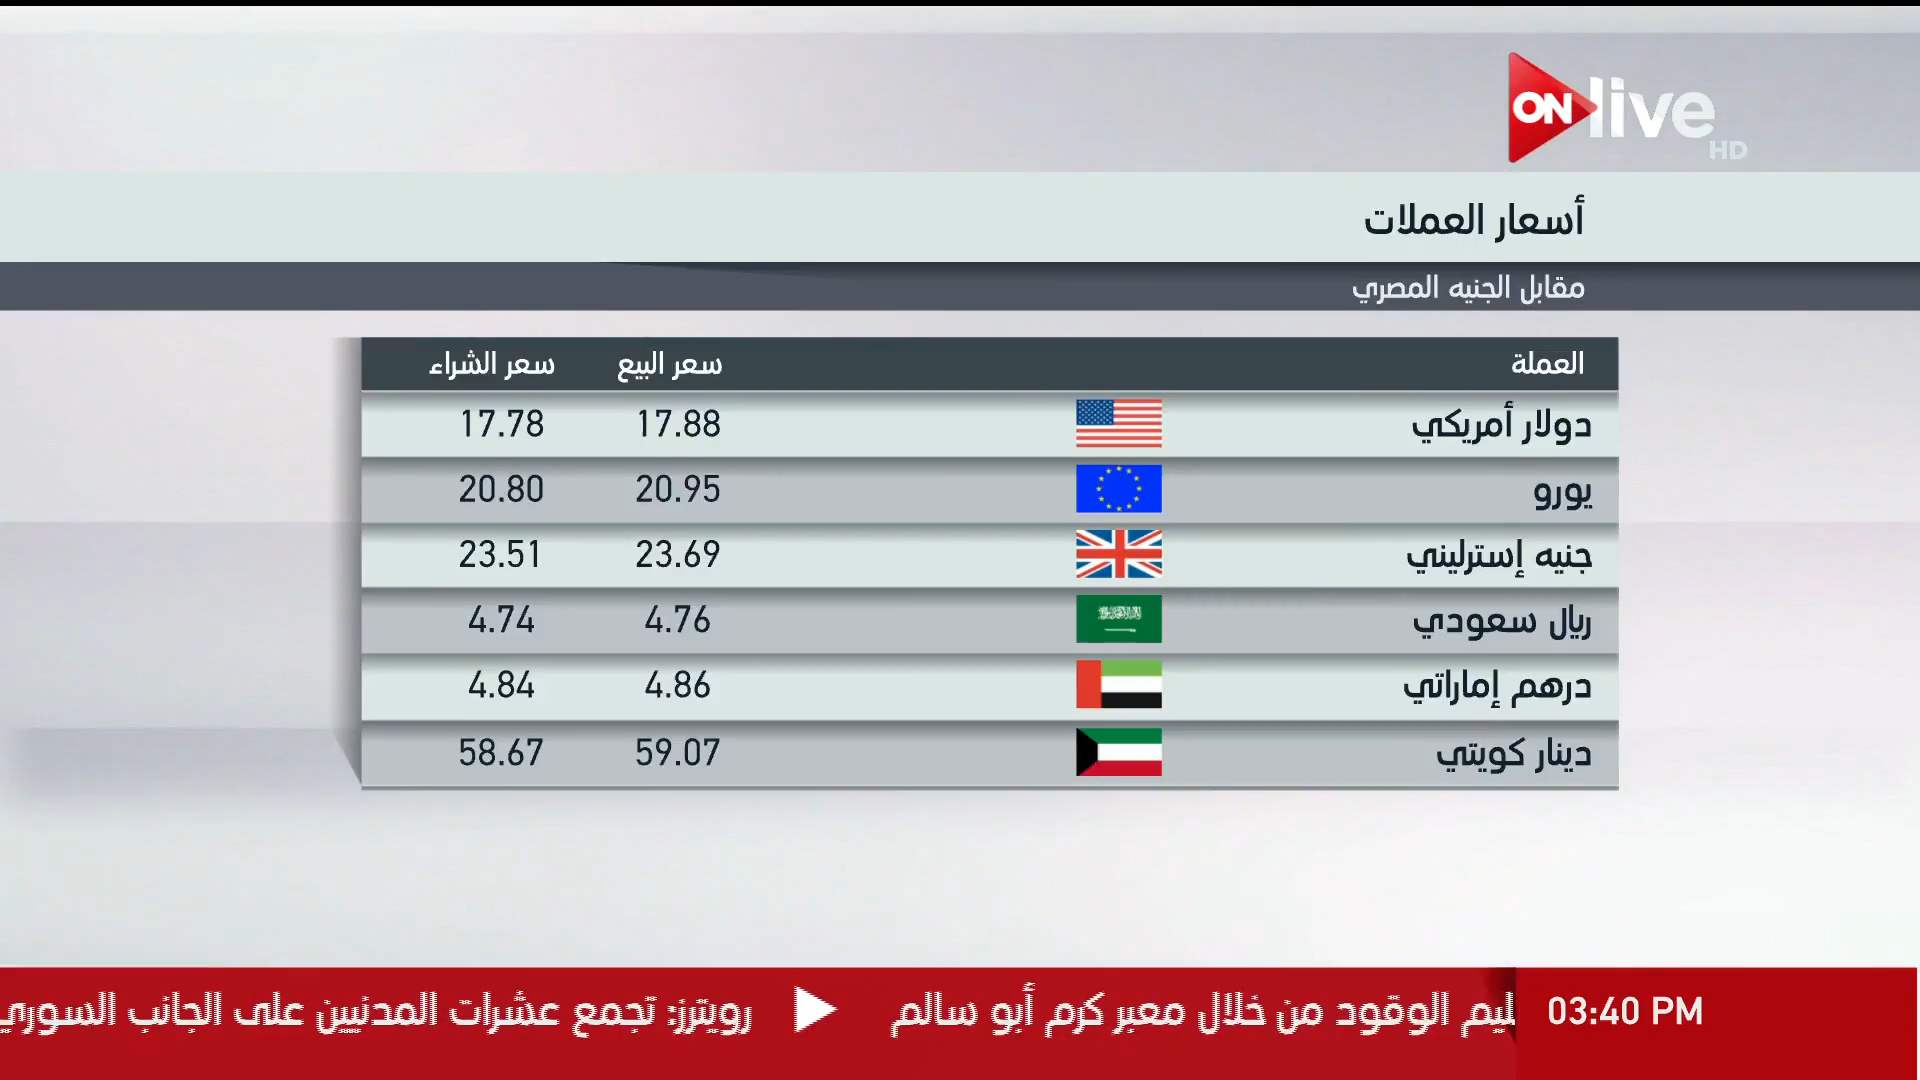 ON live
HD
أسعار العملات
مقابل الجنيه المصري
العملة سعر البيع سعر الشراء
دولار أمريكي 17.88 17.78
يورو 20.95 20.80
جنيه إسترليني 23.69 23.51
ريال سعودي 4.76 4.74
درهم إماراتي 4.86 4.84
دينار كويتي 59.07 58.67
03:40 PM
الوقود من خلال معبر كرم أبو سالم رويترز: تجمع عشرات المدنيين على الجانب السوري